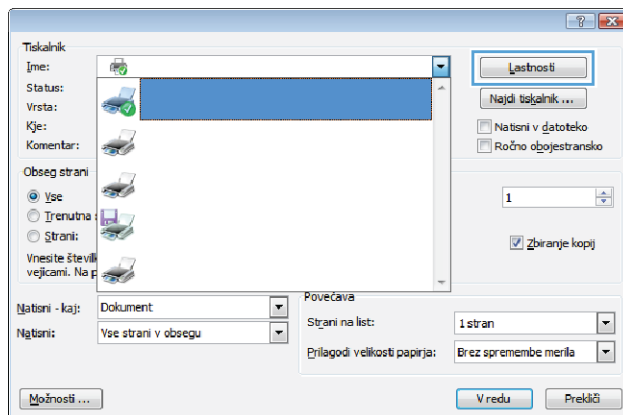 Tiskalnik
Ime:
Lastnosti
Status:
Najdi tiskalnik ...
Vrsta:
Kje:
Natisni v datoteko
Komentar:
Ročno obojestransko
Obseg strani
Vse
1
Trenutna
Strani:
Zbiranje kopij
Vnesite števil
vejicami. Na p
Natisni - kaj: Dokument
Natisni: Vse strani v obsegu
Povečava
Strani na list: 1 stran
Prilagodi velikosti papirja: Brez spremembe merila
Možnosti ...
V redu
Prekliči